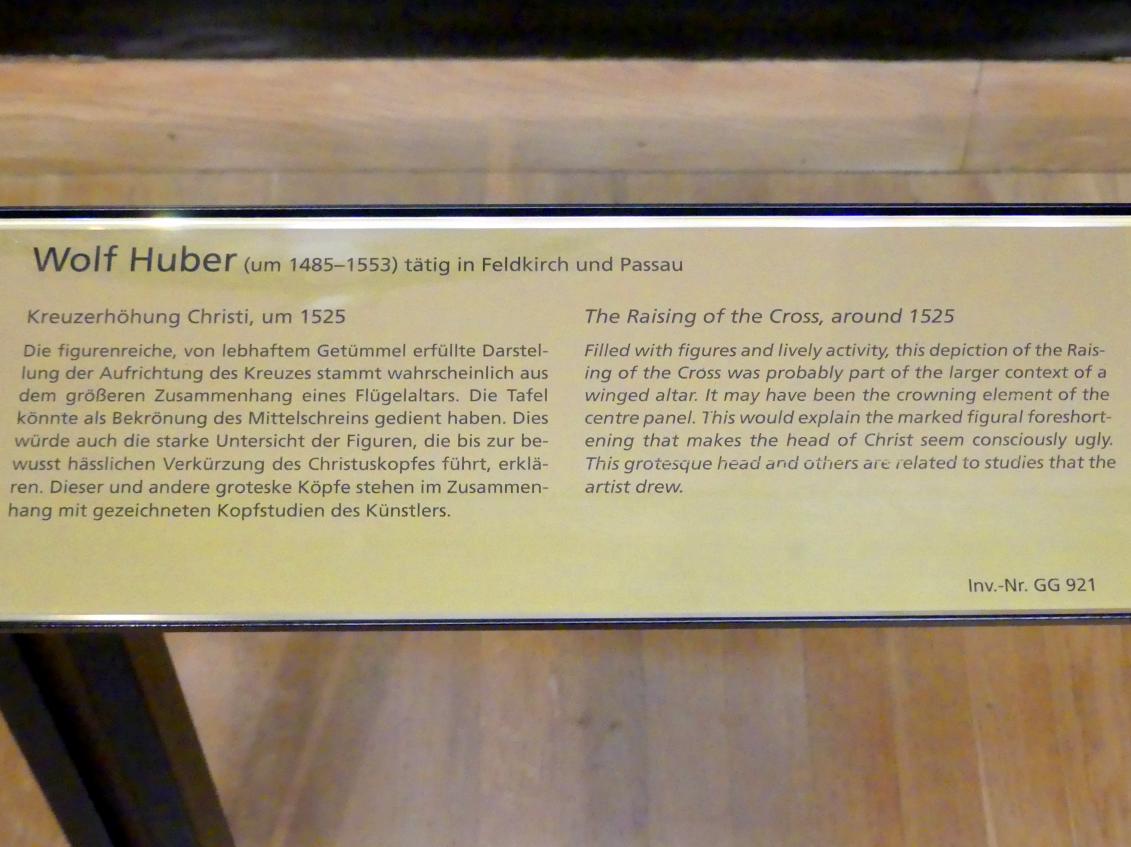 Wolf Huber (um 1485–1553) tätig in Feldkirch und Passau
Kreuzerhöhung Christi, um 1525
Die figurenreiche, von lebhaftem Getümmel erfüllte Darstel-
lung der Aufrichtung des Kreuzes stammt wahrscheinlich aus
dem größeren Zusammenhang eines Flügelaltars. Die Tafel
könnte als Bekrönung des Mittelschreins gedient haben. Dies
würde auch die starke Untersicht der Figuren, die bis zur be-
wusst hässlichen Verkürzung des Christuskopfes führt, erklä-
ren. Dieser und andere groteske Köpfe stehen im Zusammen-
hang mit gezeichneten Kopfstudien des Künstlers.
The Raising of the Cross, around 1525
Filled with figures and lively activity, this depiction of the Rais-
ing of the Cross was probably part of the larger context of a
winged altar. It may have been the crowning element of the
centre panel. This would explain the marked figural foreshort-
ening that makes the head of Christ seem consciously ugly.
This grotesque head and others are related to studies that the
artist drew.
Inv.-Nr. GG 921